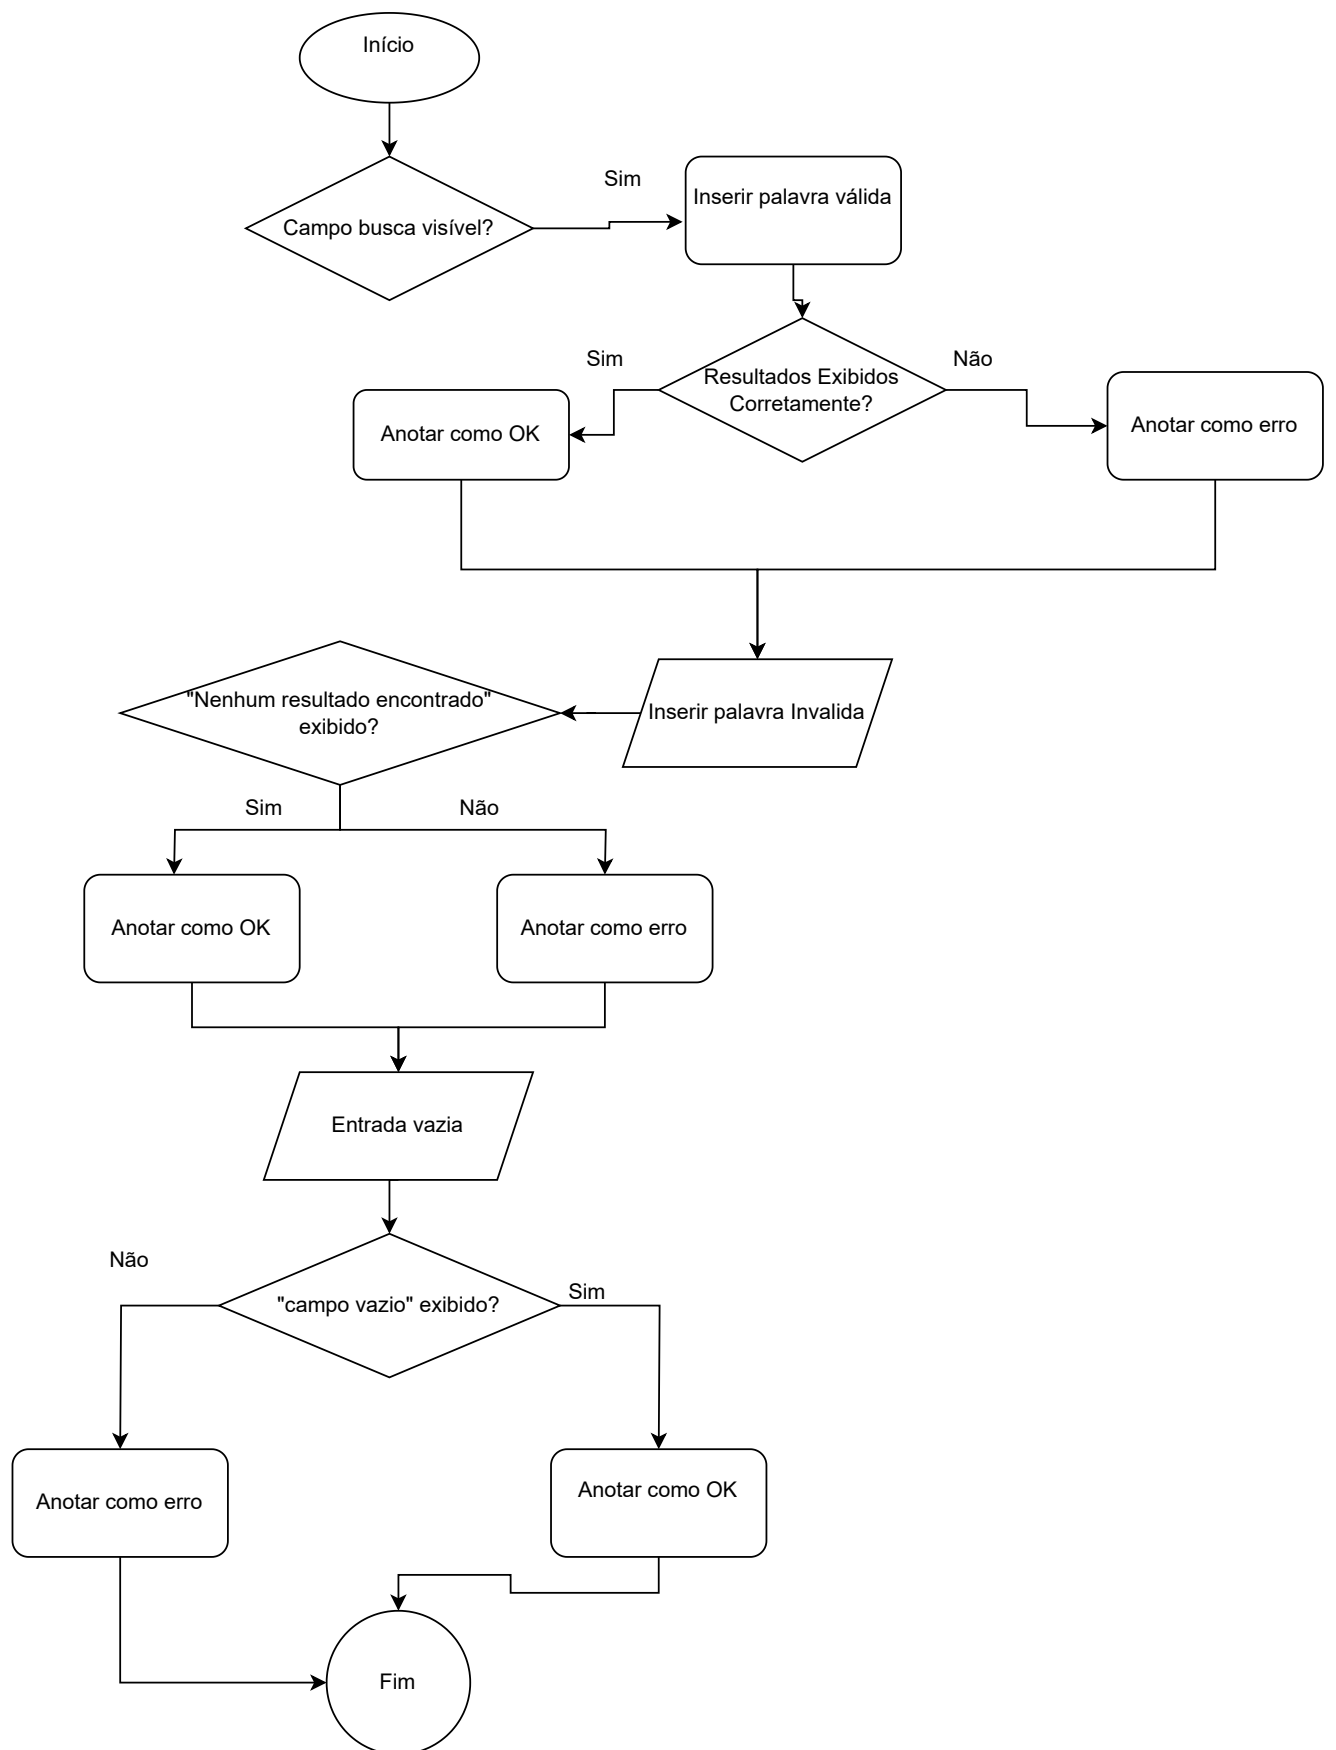 Início
Campo busca visível?
Sim
Inserir palavra válida
Resultados Exibidos
Corretamente?
Sim
Não
Anotar como OK
Anotar como erro
Inserir palavra Invalida
"Nenhum resultado encontrado"
exibido?
Sim
Não
Anotar como OK
Anotar como erro
Entrada vazia
"campo vazio" exibido?
Não
Sim
Anotar como erro
Anotar como OK
Fim